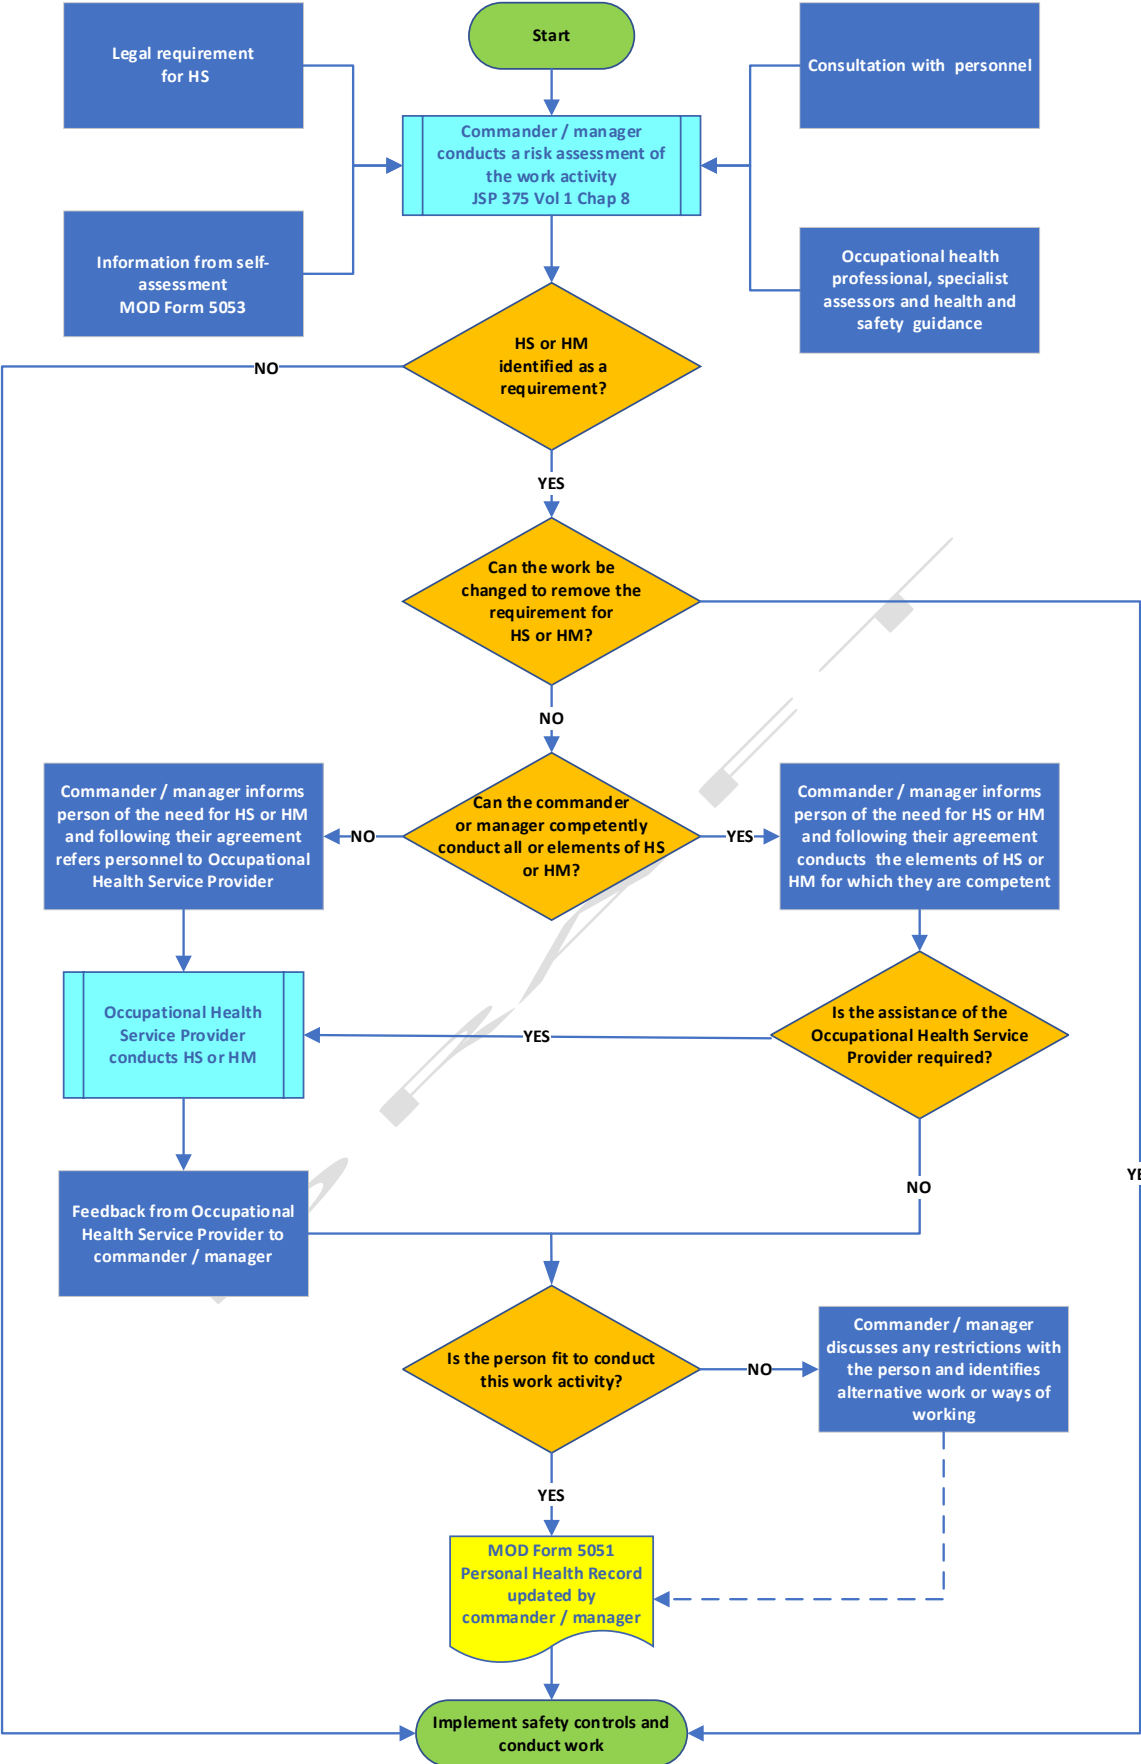 Start
Legal requirement
for HS
Consultation with personnel
Commander / manager
conducts a risk assessment of
the work activity
JSP 375 Vol 1 Chap 8
Information from self-
assessment
MOD Form 5053
Occupational health
professional, specialist
assessors and health and
safety guidance
HS or HM
identified as a
requirement?
NO
YES
Can the work be
changed to remove the
requirement for
HS or HM?
NO
Commander / manager informs
person of the need for HS or HM
and following their agreement
refers personnel to Occupational
Health Service Provider
NO
Can the commander
or manager competently
conduct all or elements of HS
or HM?
YES
Commander / manager informs
person of the need for HS or HM
and following their agreement
conducts the elements of HS or
HM for which they are competent
Occupational Health
Service Provider
conducts HS or HM
YES
Is the assistance of the
Occupational Health Service
Provider required?
NO
YE
Feedback from Occupational
Health Service Provider to
commander / manager
Is the person fit to conduct
this work activity?
NO
Commander / manager
discusses any restrictions with
the person and identifies
alternative work or ways of
working
YES
MOD Form 5051
Personal Health Record
updated by
commander / manager
Implement safety controls and
conduct work